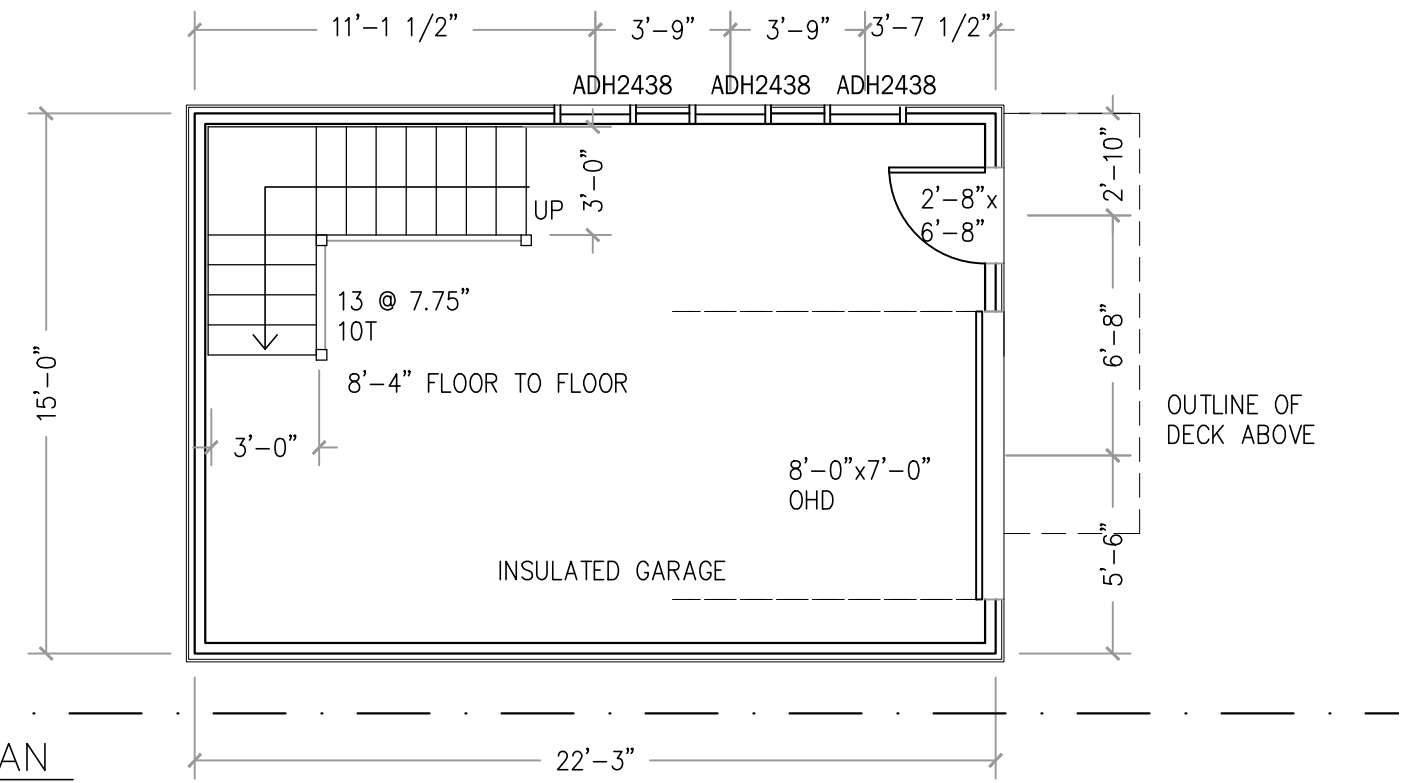 11'-1 1/2" 3'-9" 3'-9" 3'-7 1/2"
ADH2438 ADH2438 ADH2438
2'-10"
3'-0"
UP
2'-8"x
6'-8"
13 @ 7.75"
10T
6'-8"
15'-0"
8'-4" FLOOR TO FLOOR
OUTLINE OF
DECK ABOVE
3'-0"
8'-0"x7'-0"
OHD
5'-6"
INSULATED GARAGE
AN
22'-3"